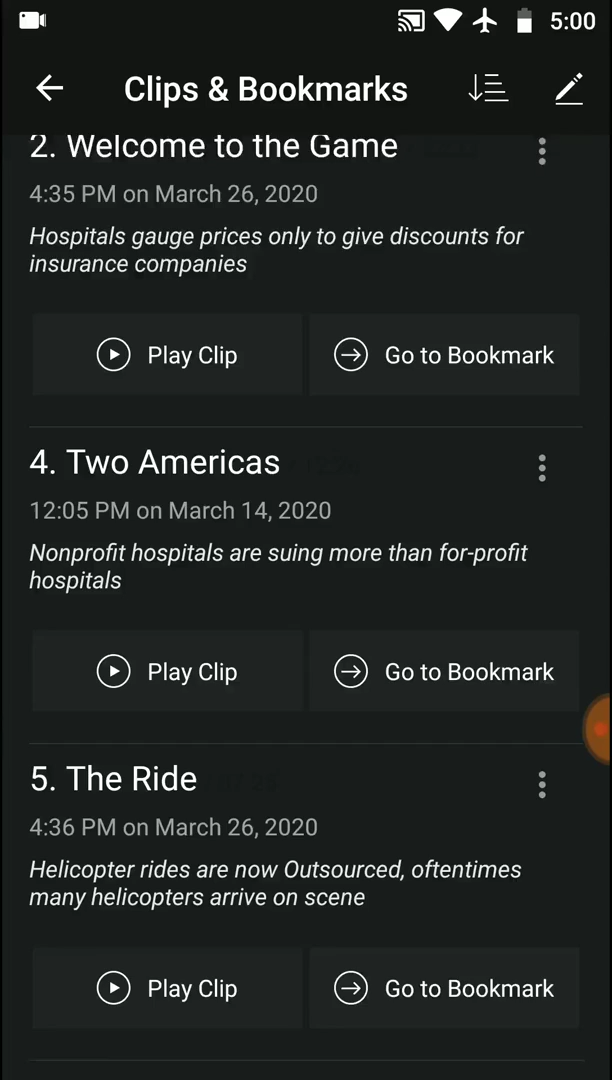 5:00
Clips & Bookmarks
2. Welcome to the Game
4:35 PM on March 26, 2020
Hospitals gauge prices only to give discounts for
insurance companies
Play Clip
Go to Bookmark
4. Two Americas
12:05 PM on March 14, 2020
Nonprofit hospitals are suing more than for-profit
hospitals
Play Clip
Go to Bookmark
5. The Ride
4:36 PM on March 26, 2020
Helicopter rides are now Outsourced, oftentimes
many helicopters arrive on scene
Play Clip
Go to Bookmark